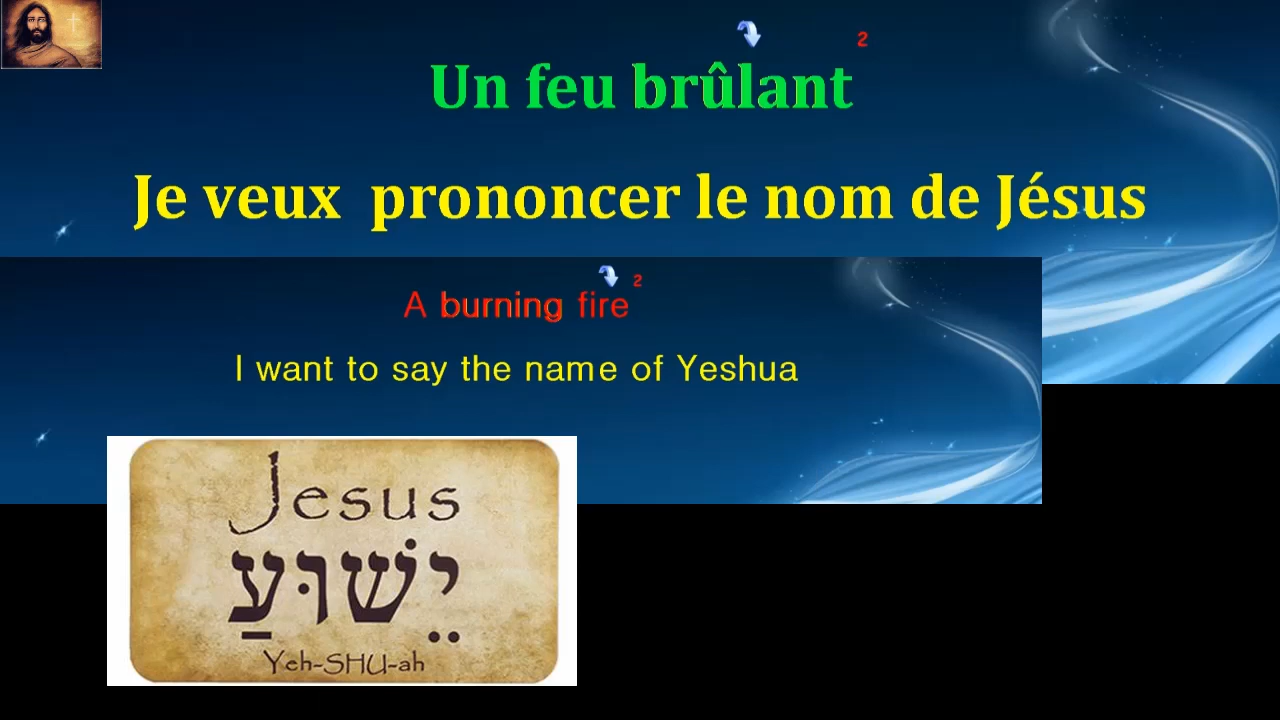 2
Un feu brûlant
Je veux prononcer le nom de Jésus
2
A burning fire
I want to say the name of Yeshua
Jesus
יֵשׁוּעַ
Yeh-SHU-ah